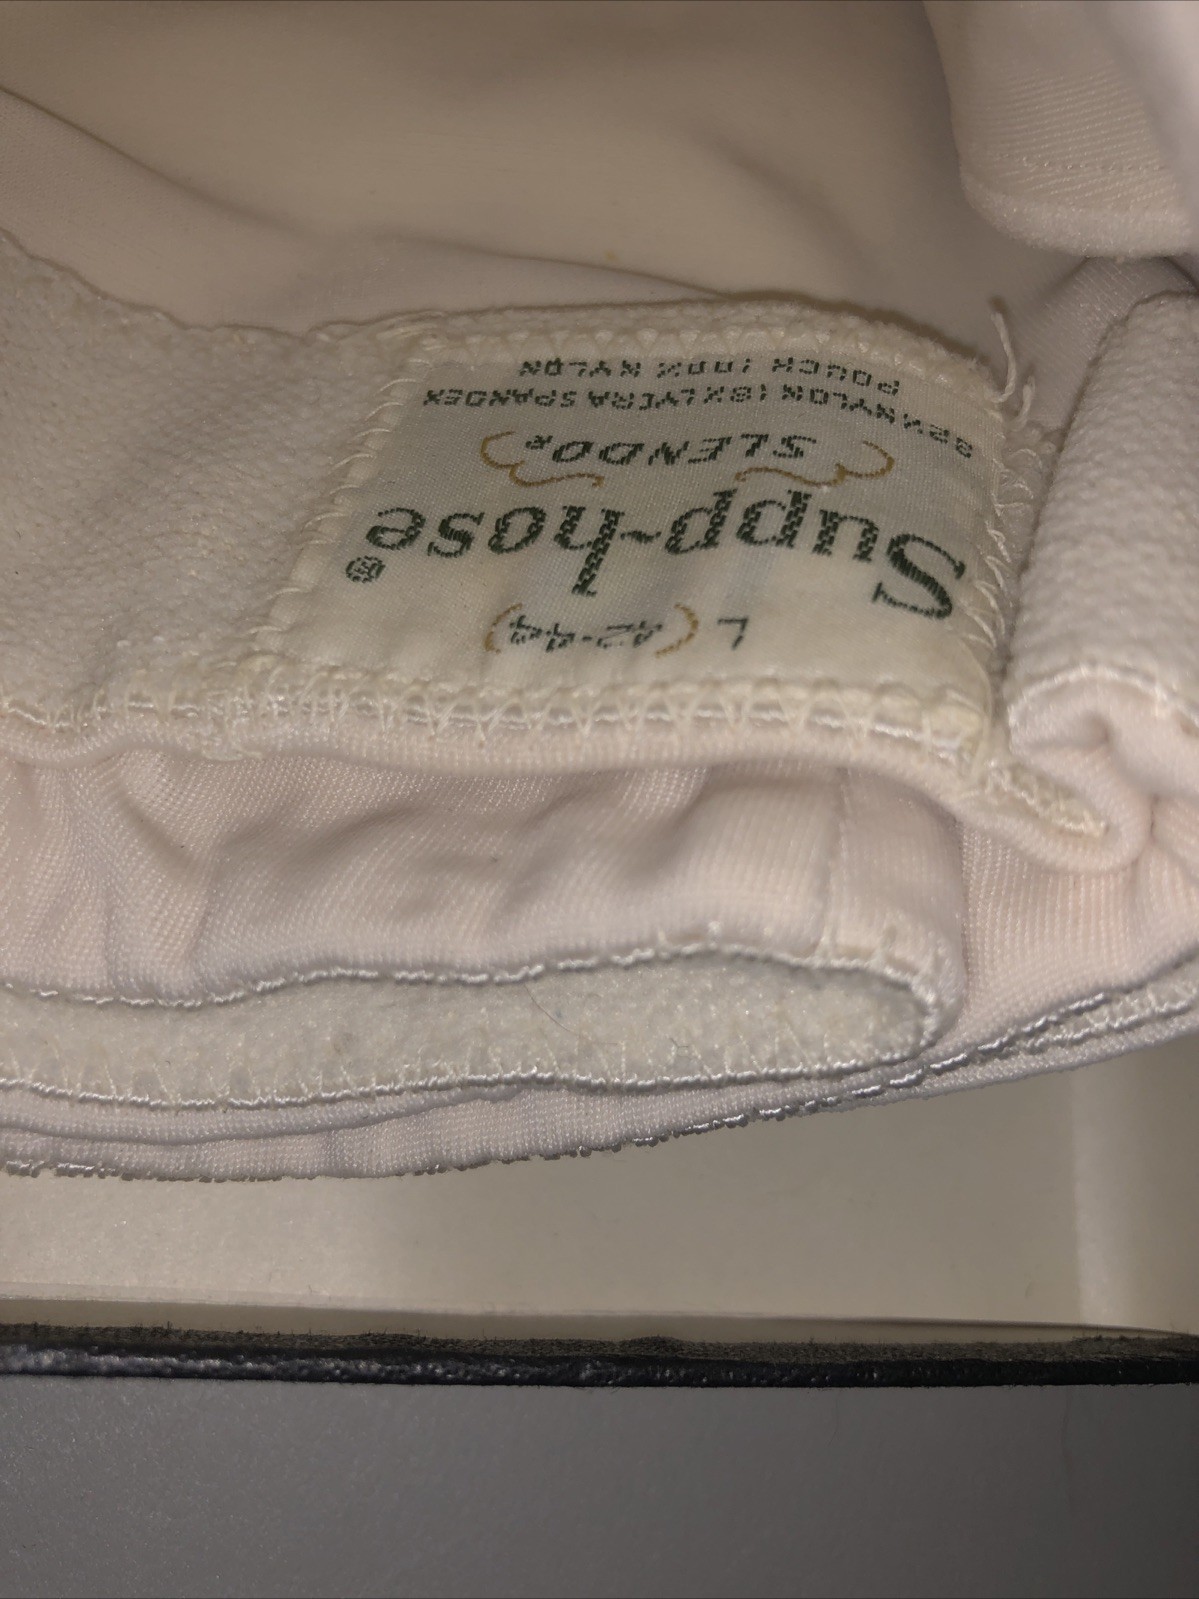 L (42-44)
Supp-hose®
SLENDO®
82% NYLON 18% LYCRA SPANDEX
POUCH 100% NYLON